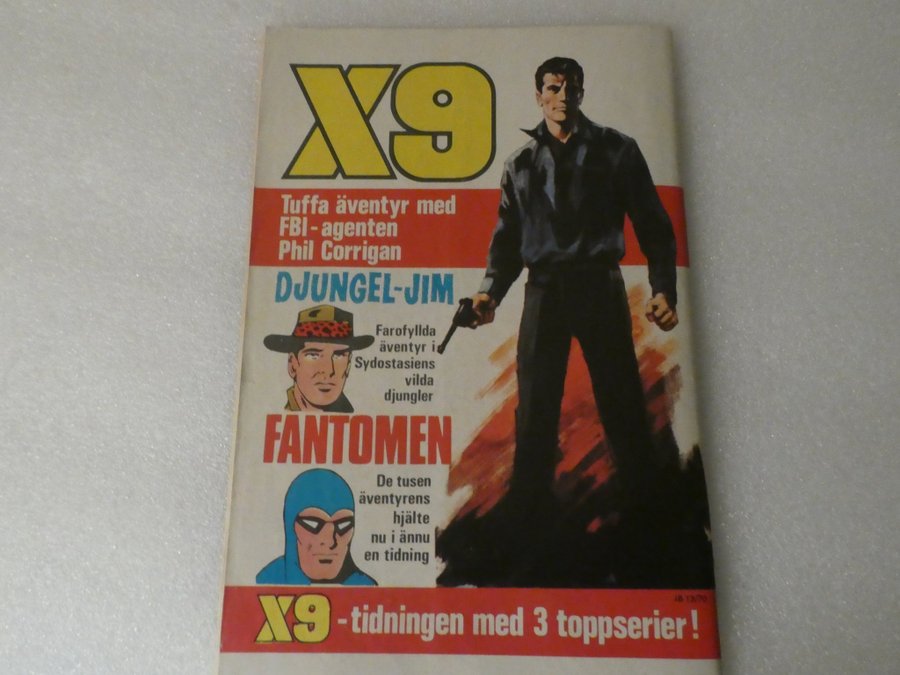 X9
Tuffa äventyr med
FBI-agenten
Phil Corrigan
DJUNGEL-JIM
Farofyllda
äventyr i
Sydostasiens
vilda
djungler
FANTOMEN
De tusen
äventyrens
hjälte
nu i ännu
en tidning
X9 -tidningen med 3 toppserier!